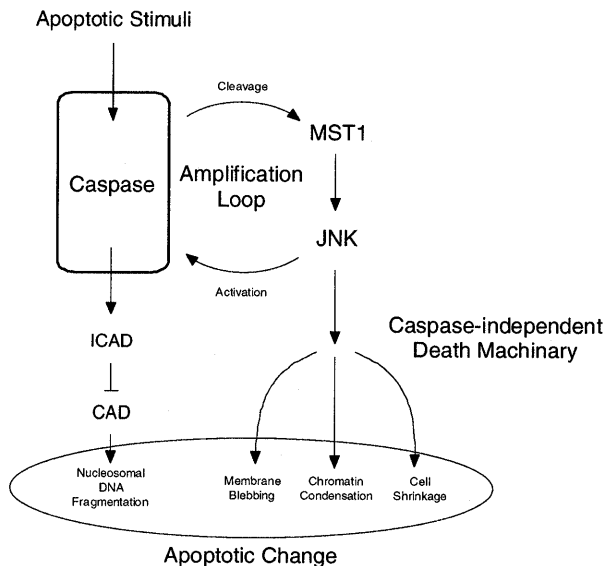 Apoptotic Stimuli
Cleavage
MST1
Caspase
Amplification
Loop
JNK
Activation
Caspase-independent
Death Machinary
ICAD
CAD
Nucleosomal
DNA
Fragmentation
Membrane
Blebbing
Chromatin
Condensation
Cell
Shrinkage
Apoptotic Change